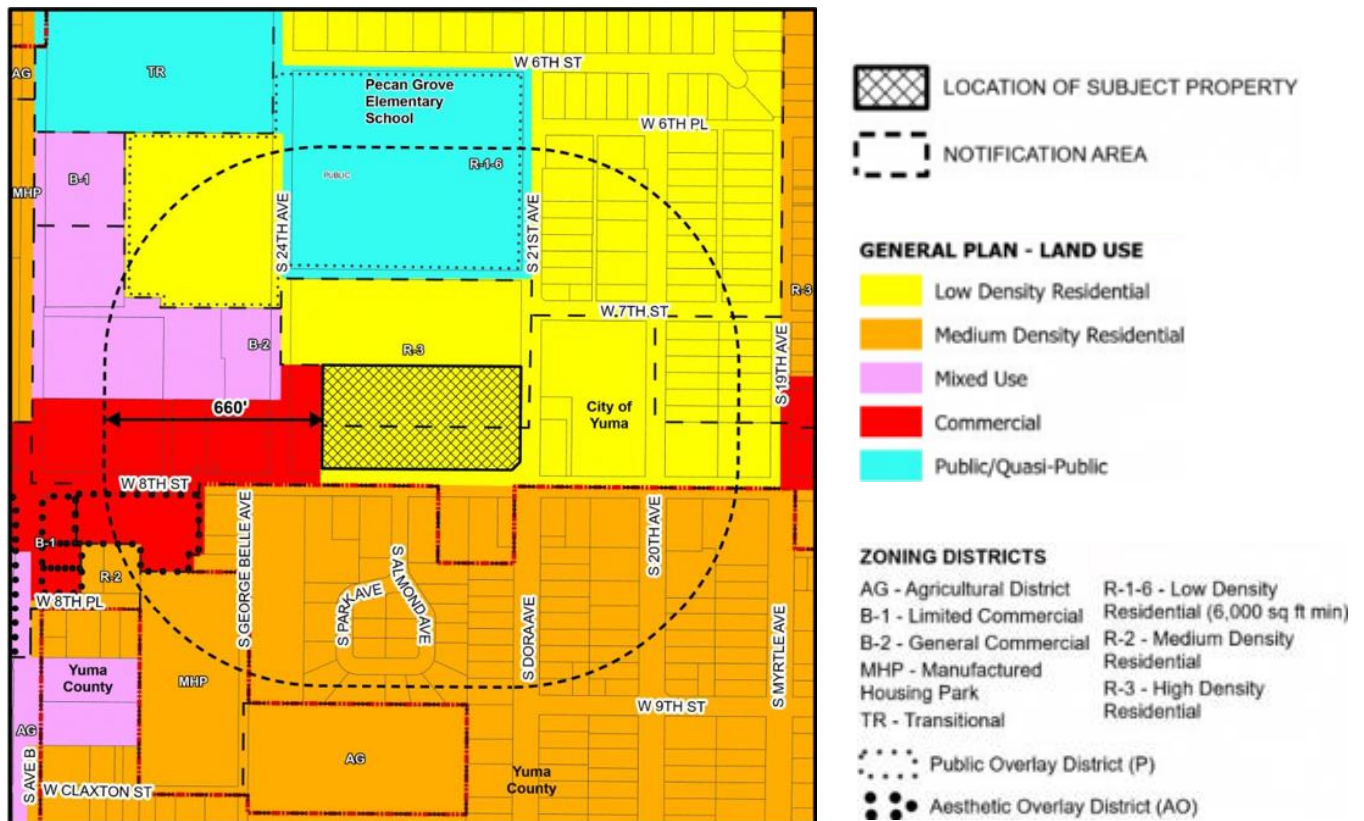 W 6TH ST
AG
TR
Pecan Grove
Elementary
School
W 6TH PL
B-1
R-1-6
MHP
PUBLIC
S 24TH AVE
S 21ST AVE
R-3
W 7TH ST
B-2
R-3
S 19TH AVE
660'
City of
Yuma
W 8TH ST
B-1
R-2
W 8TH PL
S GEORGE BELLE AVE
S PARK AVE
S ALMOND AVE
S DORA AVE
S 20TH AVE
S MYRTLE AVE
Yuma
County
MHP
W 9TH ST
AG
S AVE B
AG
Yuma
County
W CLAXTON ST
LOCATION OF SUBJECT PROPERTY
NOTIFICATION AREA
GENERAL PLAN - LAND USE
Low Density Residential
Medium Density Residential
Mixed Use
Commercial
Public/Quasi-Public
ZONING DISTRICTS
AG - Agricultural District
B-1 - Limited Commercial
B-2 - General Commercial
MHP - Manufactured
Housing Park
TR - Transitional
R-1-6 - Low Density
Residential (6,000 sq ft min)
R-2 - Medium Density
Residential
R-3 - High Density
Residential
Public Overlay District (P)
Aesthetic Overlay District (AO)